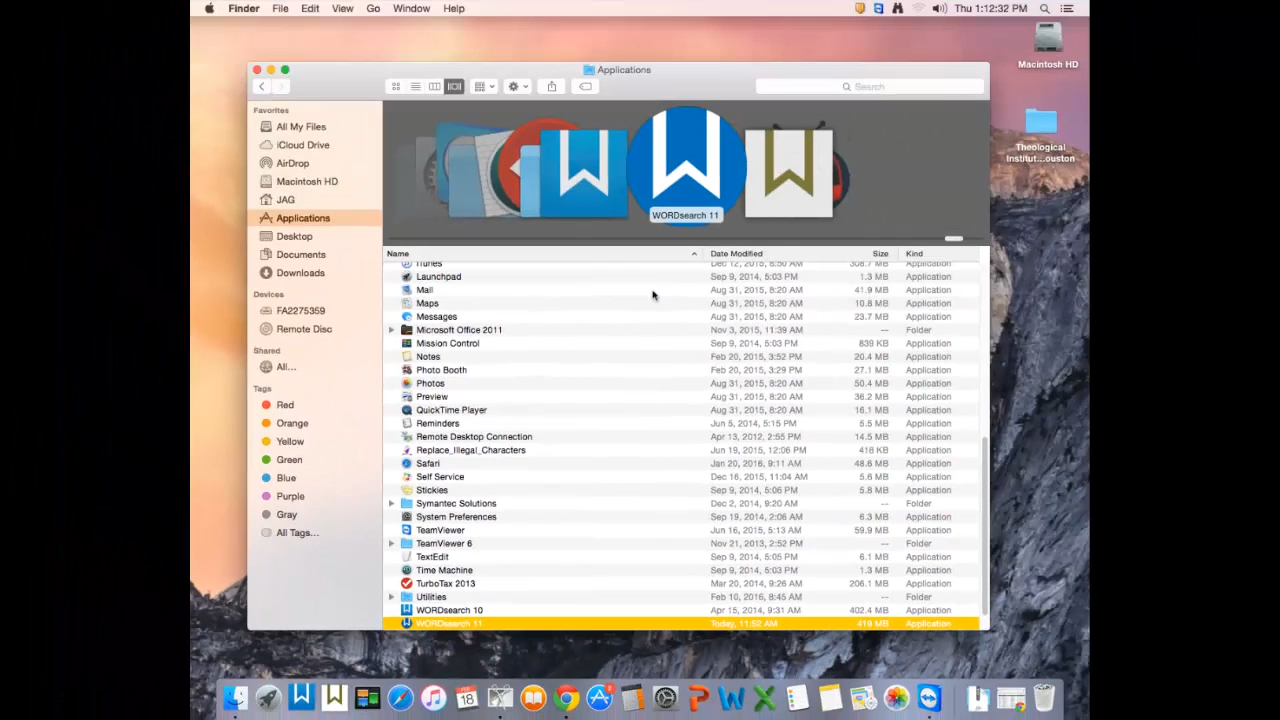 Finder File Edit View Go Window Help Thu 1:12:32 PM
Macintosh HD
Theological
Institut...ouston
Applications
Search
Favorites
All My Files
iCloud Drive
AirDrop
Macintosh HD
JAG
Applications
Desktop
Documents
Downloads
Devices
FA2275359
Remote Disc
Shared
All...
Tags
Red
Orange
Yellow
Green
Blue
Purple
Gray
All Tags...
WORDsearch 11
Name Date Modified Size Kind
iTunes Dec 12, 2015, 8:50 AM 308.7 MB Application
Launchpad Sep 9, 2014, 5:03 PM 1.3 MB Application
Mail Aug 31, 2015, 8:20 AM 41.9 MB Application
Maps Aug 31, 2015, 8:20 AM 10.8 MB Application
Messages Aug 31, 2015, 8:20 AM 23.7 MB Application
Microsoft Office 2011 Nov 3, 2015, 11:39 AM -- Folder
Mission Control Sep 9, 2014, 5:03 PM 839 KB Application
Notes Feb 20, 2015, 3:52 PM 20.4 MB Application
Photo Booth Feb 20, 2015, 3:29 PM 27.1 MB Application
Photos Aug 31, 2015, 8:20 AM 50.4 MB Application
Preview Aug 31, 2015, 8:20 AM 36.2 MB Application
QuickTime Player Aug 31, 2015, 8:20 AM 16.1 MB Application
Reminders Jun 5, 2014, 5:15 PM 5.5 MB Application
Remote Desktop Connection Apr 13, 2012, 2:55 PM 14.5 MB Application
Replace_Illegal_Characters Jun 19, 2015, 12:06 PM 416 KB Application
Safari Jan 20, 2016, 9:11 AM 48.6 MB Application
Self Service Dec 16, 2015, 11:04 AM 5.6 MB Application
Stickies Sep 9, 2014, 5:06 PM 5.8 MB Application
Symantec Solutions Dec 2, 2014, 9:20 AM -- Folder
System Preferences Sep 19, 2014, 2:06 AM 6.3 MB Application
TeamViewer Jun 16, 2015, 5:13 AM 59.9 MB Application
TeamViewer 6 Nov 21, 2013, 2:52 PM -- Folder
TextEdit Sep 9, 2014, 5:05 PM 6.1 MB Application
Time Machine Sep 9, 2014, 5:03 PM 1.3 MB Application
TurboTax 2013 Mar 20, 2014, 9:26 AM 206.1 MB Application
Utilities Feb 10, 2016, 8:45 AM -- Folder
WORDsearch 10 Apr 15, 2014, 9:31 AM 402.4 MB Application
WORDsearch 11 Today, 11:52 AM 419 MB Application
18